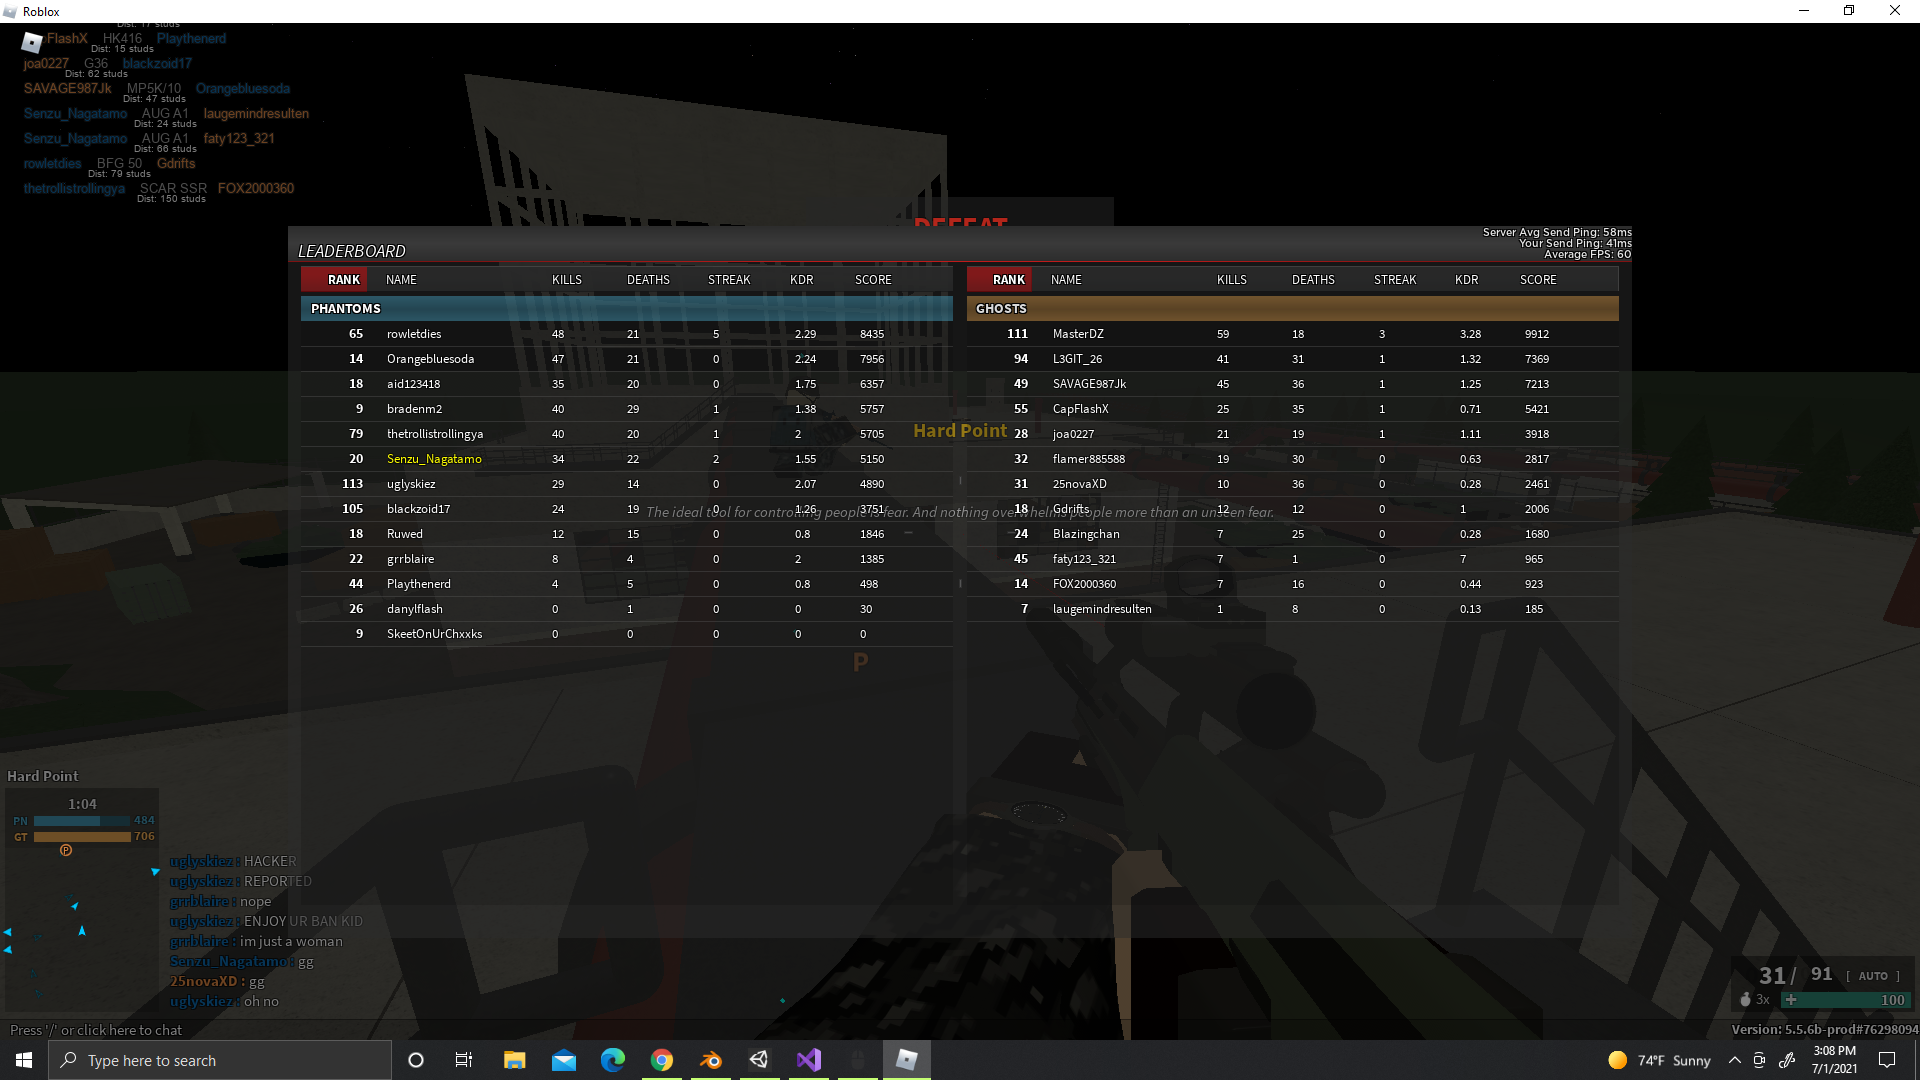 Roblox
Dist: 17 studs
FlashX HK416 Playthenerd
Dist: 15 studs
joa0227 G36 blackzoid17
Dist: 62 studs
SAVAGE987Jk MP5K/10 Orangebluesoda
Dist: 47 studs
Senzu_Nagatamo AUG A1 laugemindresulten
Dist: 24 studs
Senzu_Nagatamo AUG A1 faty123_321
Dist: 66 studs
rowletdies BFG 50 Gdrifts
Dist: 79 studs
thetrollistrollingya SCAR SSR FOX2000360
Dist: 150 studs
DEFEAT
LEADERBOARD
Server Avg Send Ping: 58ms
Your Send Ping: 41ms
Average FPS: 60
RANK NAME KILLS DEATHS STREAK KDR SCORE
PHANTOMS
65 rowletdies 48 21 5 2.29 8435
14 Orangebluesoda 47 21 0 2.24 7956
18 aid123418 35 20 0 1.75 6357
9 bradenm2 40 29 1 1.38 5757
79 thetrollistrollingya 40 20 1 2 5705
20 Senzu_Nagatamo 34 22 2 1.55 5150
113 uglyskiez 29 14 0 2.07 4890
105 blackzoid17 24 19 0 1.26 3751
18 Ruwed 12 15 0 0.8 1846
22 grrblaire 8 4 0 2 1385
44 Playthenerd 4 5 0 0.8 498
26 danylflash 0 1 0 0 30
9 SkeetOnUrChxxks 0 0 0 0 0
RANK NAME KILLS DEATHS STREAK KDR SCORE
GHOSTS
111 MasterDZ 59 18 3 3.28 9912
94 L3GIT_26 41 31 1 1.32 7369
49 SAVAGE987Jk 45 36 1 1.25 7213
55 CapFlashX 25 35 1 0.71 5421
28 joa0227 21 19 1 1.11 3918
32 flamer885588 19 30 0 0.63 2817
31 25novaXD 10 36 0 0.28 2461
18 Gdrifts 12 12 0 1 2006
24 Blazingchan 7 25 0 0.28 1680
45 faty123_321 7 1 0 7 965
14 FOX2000360 7 16 0 0.44 923
7 laugemindresulten 1 8 0 0.13 185
Hard Point
The ideal tool for controlling people is fear. And nothing overwhelms people more than an unseen fear.
P
Hard Point
1:04
PN 484
GT 706
P
uglyskiez : HACKER
uglyskiez : REPORTED
grrblaire : nope
uglyskiez : ENJOY UR BAN KID
grrblaire : im just a woman
Senzu_Nagatamo : gg
25novaXD : gg
uglyskiez : oh no
Press '/' or click here to chat
31/ 91 [ AUTO ]
3x + 100
Version: 5.5.6b-prod#76298094
Type here to search
74°F Sunny
3:08 PM
7/1/2021